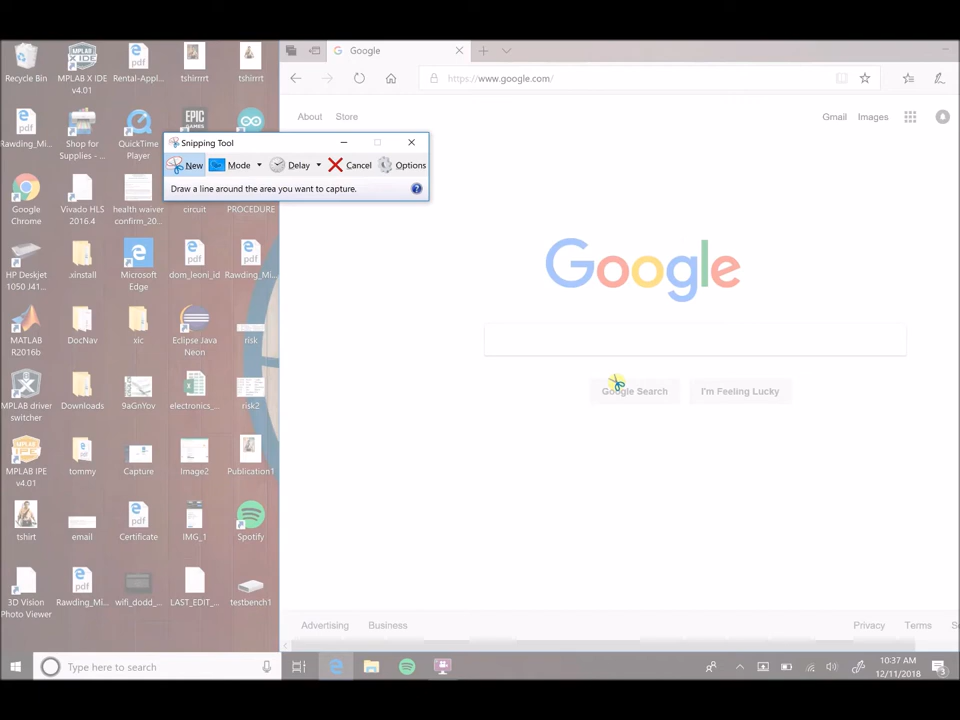 Google
https://www.google.com/
About
Store
Gmail
Images
Snipping Tool
New
Mode
Delay
Cancel
Options
Draw a line around the area you want to capture.
?
Google
Google Search
I'm Feeling Lucky
Advertising
Business
Privacy
Terms
Recycle Bin
MPLAB X IDE
v4.01
Rental-Appl...
tshirrrrt
tshirrt
Rawding_Mi...
Shop for
Supplies - ...
QuickTime
Player
EPIC
GAMES
Google
Chrome
Vivado HLS
2016.4
health waiver
confirm_20...
circuit
PROCEDURE
HP Deskjet
1050 J41...
.xinstall
Microsoft
Edge
dom_leoni_id
Rawding_Mi...
MATLAB
R2016b
DocNav
xic
Eclipse Java
Neon
risk
MPLAB driver
switcher
Downloads
9aGnYov
electronics_...
risk2
MPLAB IPE
v4.01
tommy
Capture
Image2
Publication1
tshirt
email
Certificate
IMG_1
Spotify
3D Vision
Photo Viewer
Rawding_Mi...
wifi_dodd_...
LAST_EDIT_...
testbench1
Type here to search
10:37 AM
12/11/2018
3